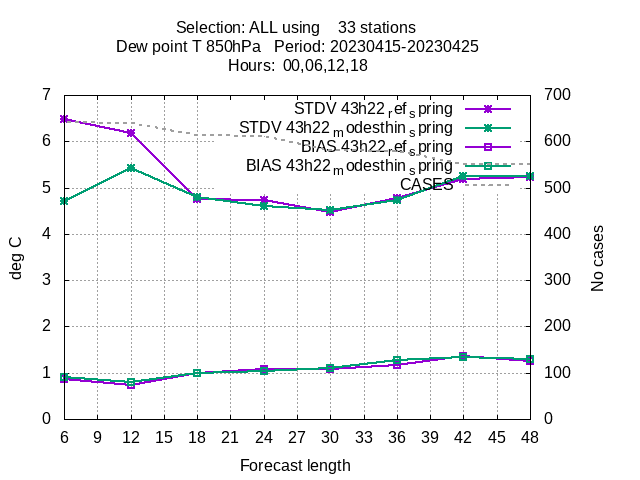 Selection: ALL using 33 stations
Dew point T 850hPa Period: 20230415-20230425
Hours: 00,06,12,18
STDV 43h22_ref_spring
STDV 43h22_modesthin_spring
BIAS 43h22_ref_spring
BIAS 43h22_modesthin_spring
CASES
deg C
7
6
5
4
3
2
1
0
700
600
500
400
300
200
100
0
No cases
6 9 12 15 18 21 24 27 30 33 36 39 42 45 48
Forecast length